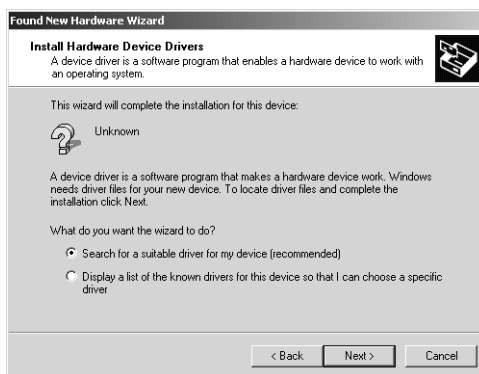 Found New Hardware Wizard
Install Hardware Device Drivers
A device driver is a software program that enables a hardware device to work with
an operating system.
This wizard will complete the installation for this device:
Unknown
A device driver is a software program that makes a hardware device work. Windows
needs driver files for your new device. To locate driver files and complete the
installation click Next.
What do you want the wizard to do?
Search for a suitable driver for my device (recommended)
Display a list of the known drivers for this device so that I can choose a specific
driver
< Back Next > Cancel